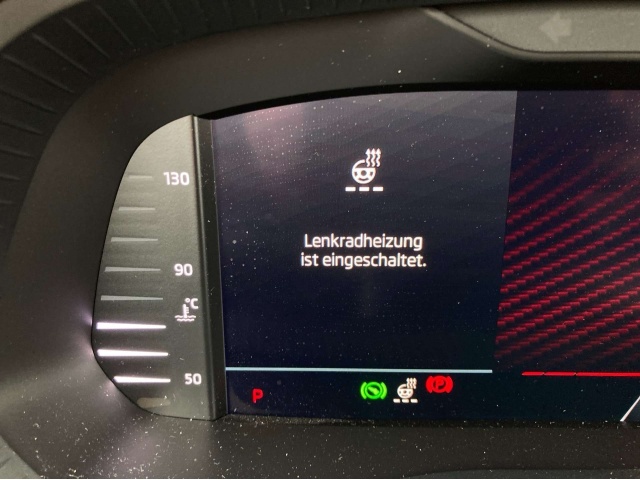 130
90
°C
50
Lenkradheizung
ist eingeschaltet.
P
(P)